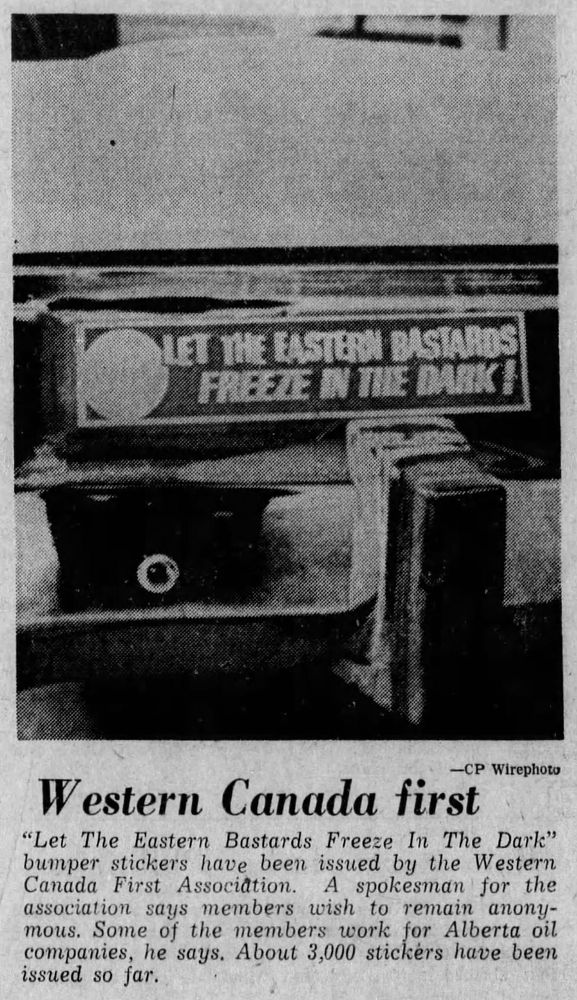 LET THE EASTERN BASTARDS
FREEZE IN THE DARK!
—CP Wirephoto
Western Canada first
“Let The Eastern Bastards Freeze In The Dark”
bumper stickers have been issued by the Western
Canada First Association. A spokesman for the
association says members wish to remain anony-
mous. Some of the members work for Alberta oil
companies, he says. About 3,000 stickers have been
issued so far.